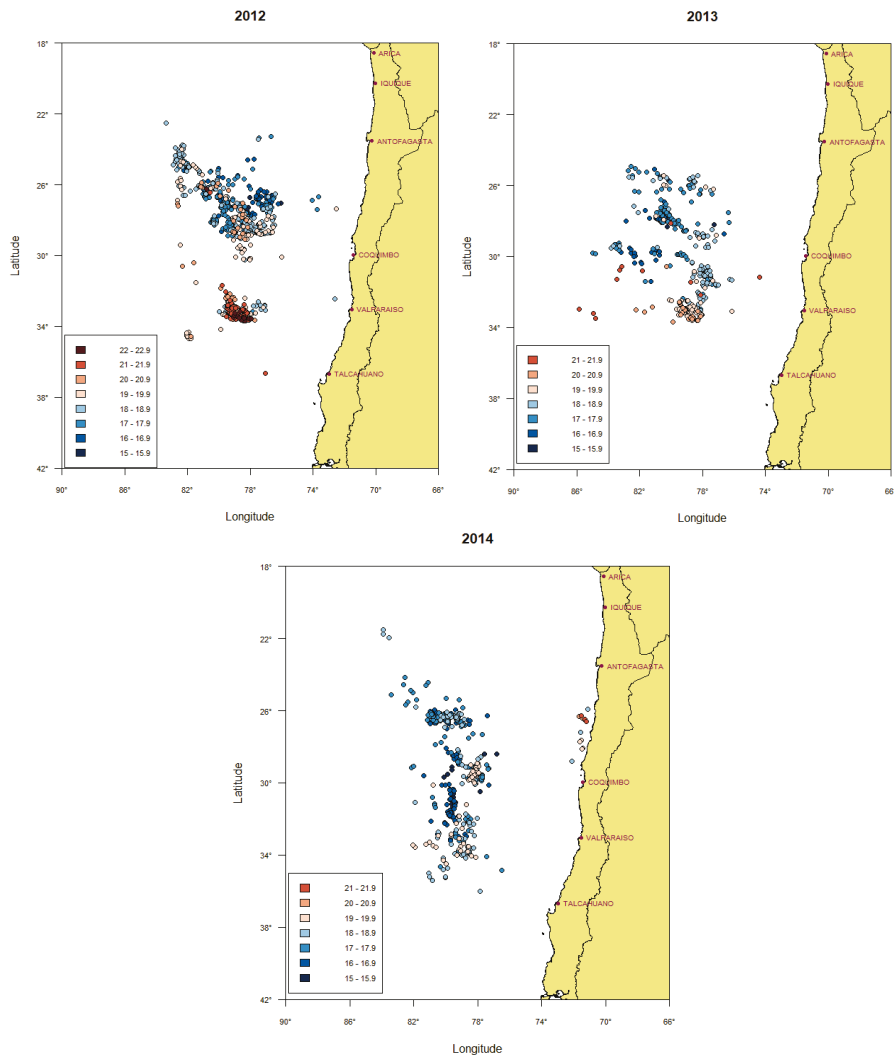 2012
2013
18°
22°
26°
30°
34°
38°
42°
Latitude
ARICA
IQUIQUE
ANTOFAGASTA
COQUIMBO
VALPARAISO
TALCAHUANO
22 - 22.9
21 - 21.9
20 - 20.9
19 - 19.9
18 - 18.9
17 - 17.9
16 - 16.9
15 - 15.9
90° 86° 82° 78° 74° 70° 66°
Longitude
18°
22°
26°
30°
34°
38°
42°
Latitude
ARICA
IQUIQUE
ANTOFAGASTA
COQUIMBO
VALPARAISO
TALCAHUANO
21 - 21.9
20 - 20.9
19 - 19.9
18 - 18.9
17 - 17.9
16 - 16.9
15 - 15.9
90° 86° 82° 78° 74° 70° 66°
Longitude
2014
18°
22°
26°
30°
34°
38°
42°
Latitude
ARICA
IQUIQUE
ANTOFAGASTA
COQUIMBO
VALPARAISO
TALCAHUANO
21 - 21.9
20 - 20.9
19 - 19.9
18 - 18.9
17 - 17.9
16 - 16.9
15 - 15.9
90° 86° 82° 78° 74° 70° 66°
Longitude